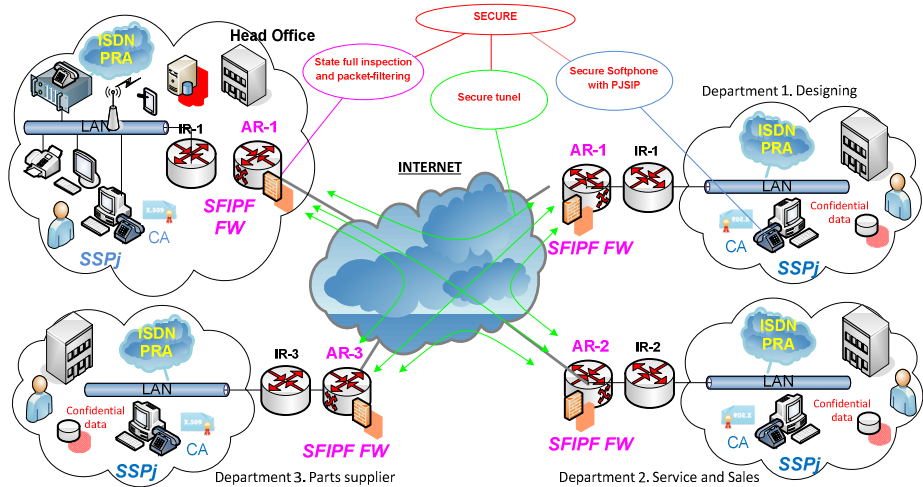 SECURE
State full inspection
and packet-filtering
Secure tunel
Secure Softphone
with PJSIP
Head Office
ISDN
PRA
LAN
IR-1
AR-1
SFIPF
FW
X.509
CA
SSPj
INTERNET
Department 1. Designing
AR-1
IR-1
SFIPF FW
ISDN
PRA
LAN
Confidential
data
CA
SSPj
ISDN
PRA
LAN
IR-3
AR-3
SFIPF FW
Confidential
data
X.509
CA
SSPj
Department 3. Parts supplier
AR-2
IR-2
SFIPF FW
ISDN
PRA
LAN
Confidential
data
CA
SSPj
Department 2. Service and Sales